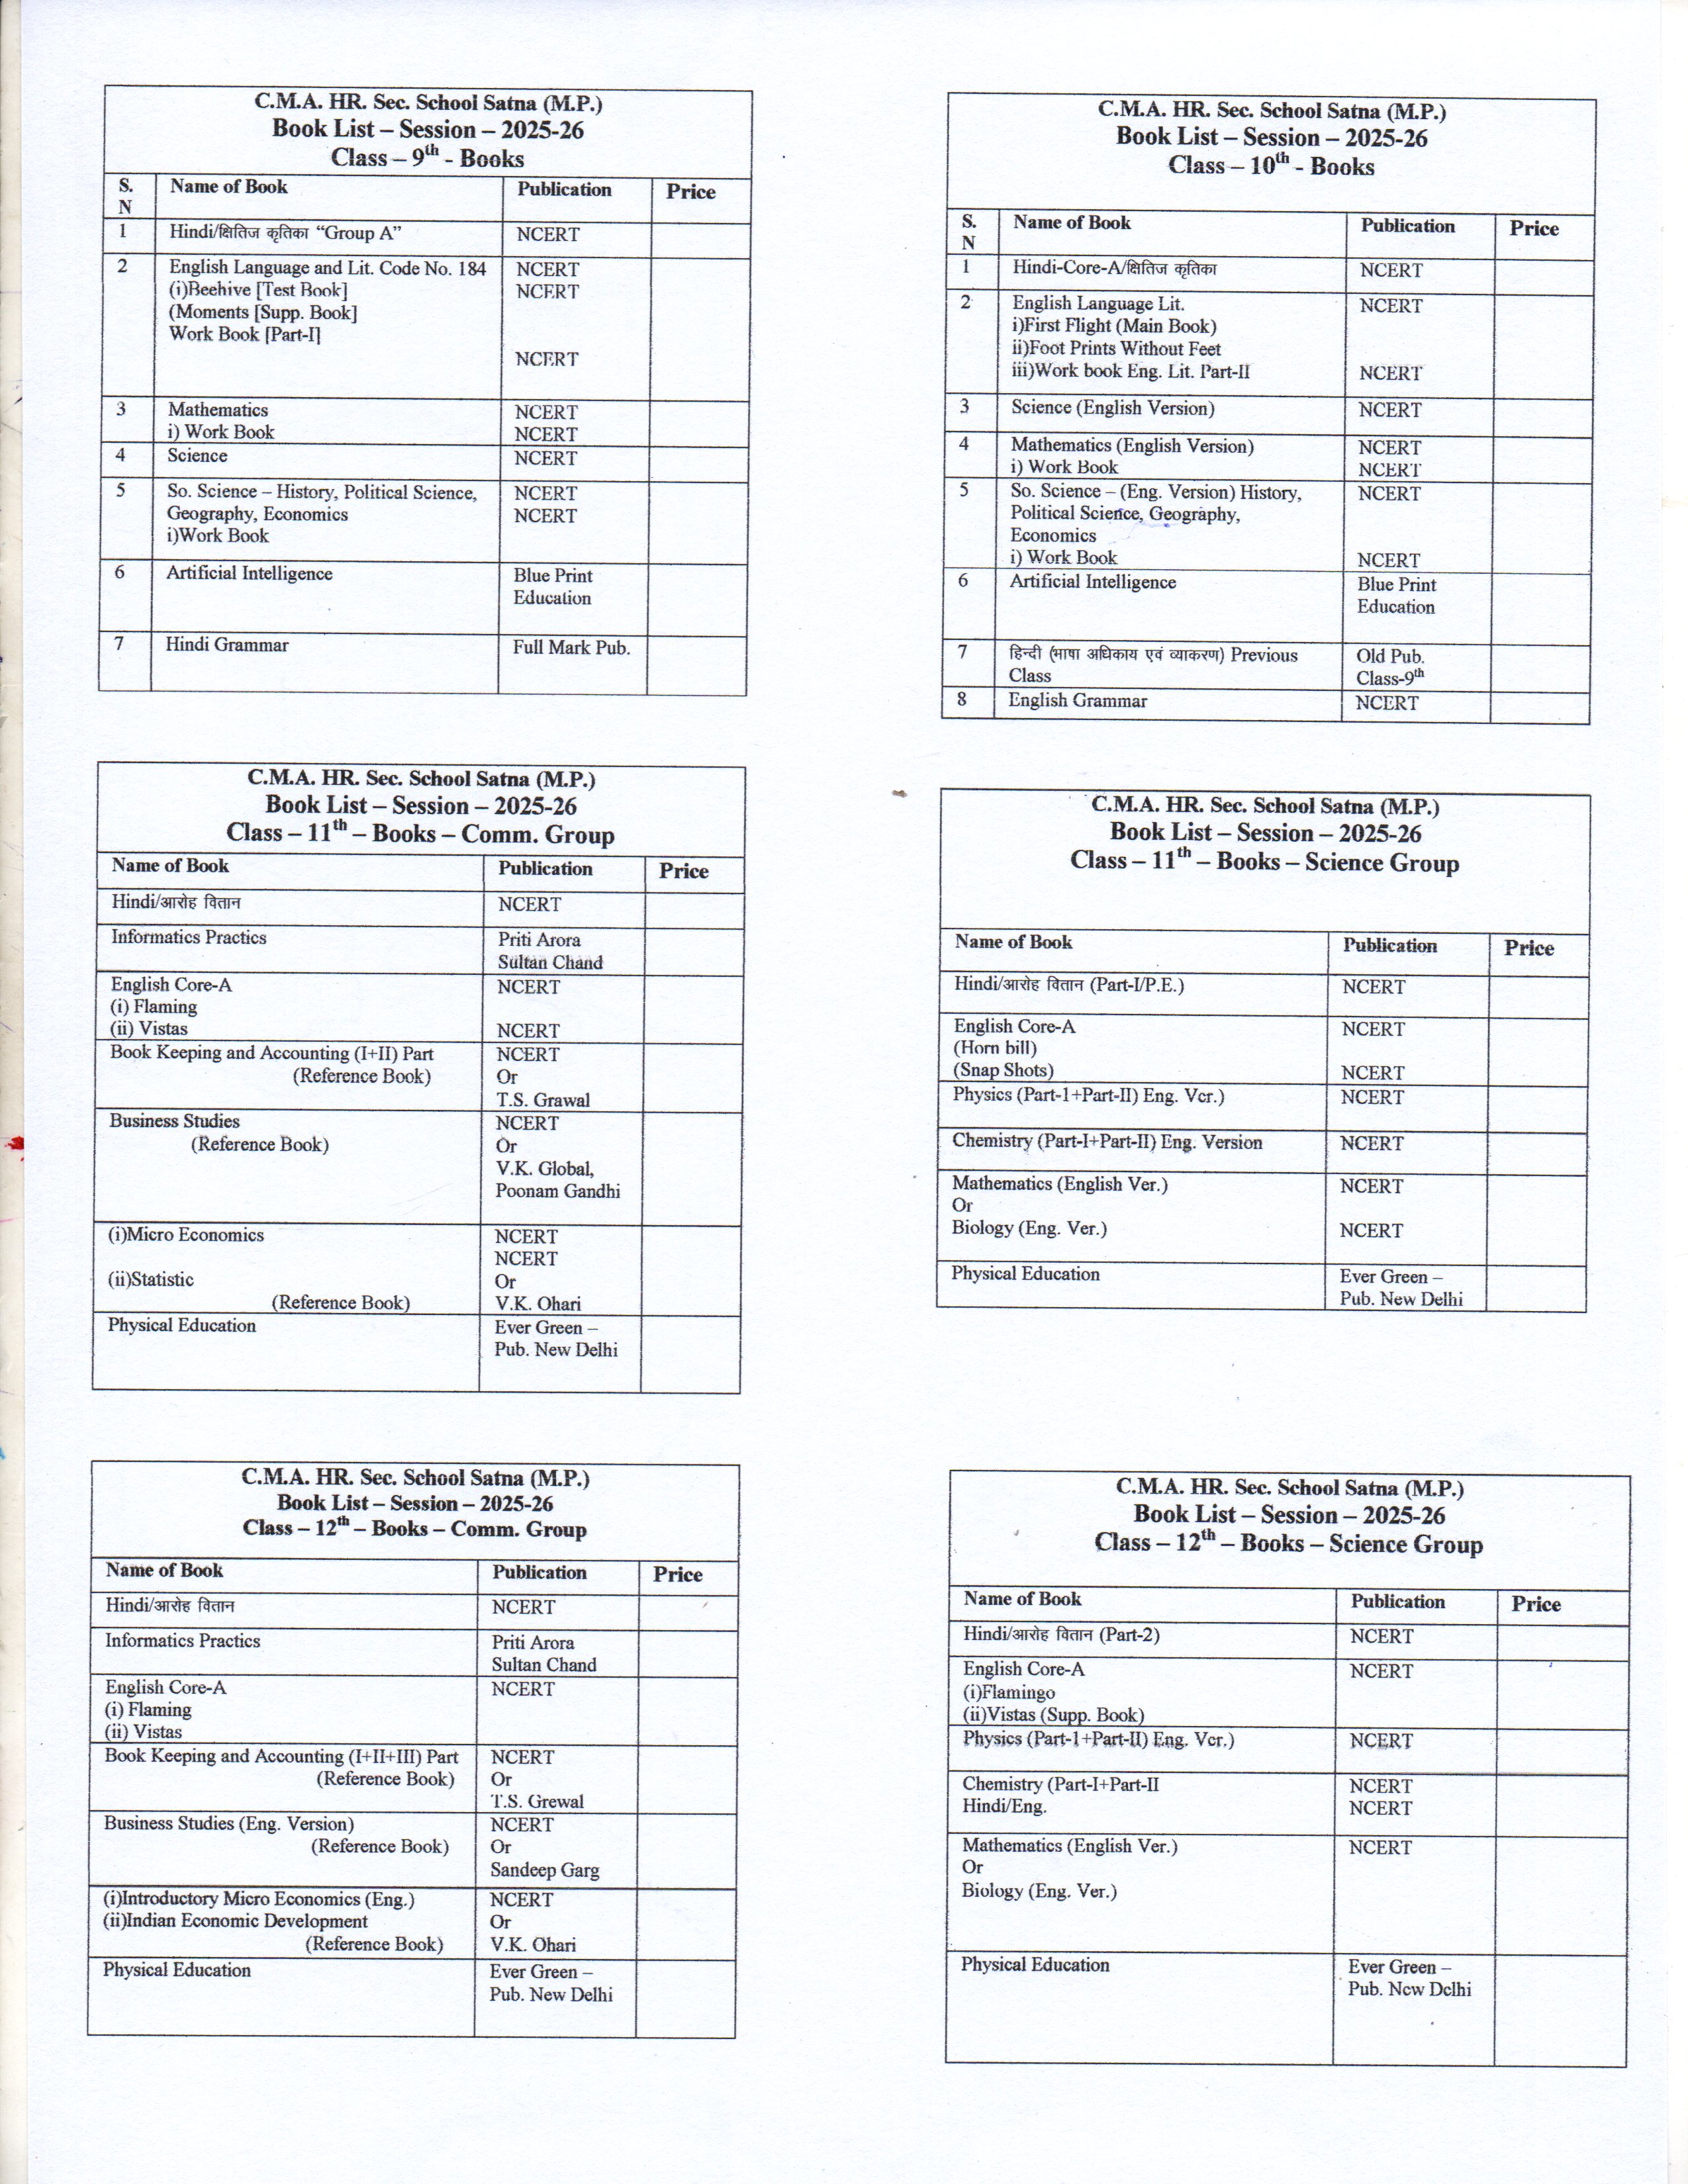 C.M.A. HR. Sec. School Satna (M.P.)
Book List – Session – 2025-26
Class – 9th - Books
S. N Name of Book Publication Price
1 Hindi/क्षितिज कृतिका “Group A” NCERT
2 English Language and Lit. Code No. 184 NCERT
(i)Beehive [Test Book] NCERT
(Moments [Supp. Book]
Work Book [Part-I]
NCERT
3 Mathematics NCERT
i) Work Book NCERT
4 Science NCERT
5 So. Science – History, Political Science, NCERT
Geography, Economics NCERT
i)Work Book
6 Artificial Intelligence Blue Print
Education
7 Hindi Grammar Full Mark Pub.
C.M.A. HR. Sec. School Satna (M.P.)
Book List – Session – 2025-26
Class – 10th - Books
S. N Name of Book Publication Price
1 Hindi-Core-A/क्षितिज कृतिका NCERT
2 English Language Lit. NCERT
i)First Flight (Main Book)
ii)Foot Prints Without Feet
iii)Work book Eng. Lit. Part-II NCERT
3 Science (English Version) NCERT
4 Mathematics (English Version) NCERT
i) Work Book NCERT
5 So. Science – (Eng. Version) History, NCERT
Political Science, Geography,
Economics
i) Work Book NCERT
6 Artificial Intelligence Blue Print
Education
7 हिन्दी (भाषा अधिकाय एवं व्याकरण) Previous Old Pub.
Class Class-9th
8 English Grammar NCERT
C.M.A. HR. Sec. School Satna (M.P.)
Book List – Session – 2025-26
Class – 11th – Books – Comm. Group
Name of Book Publication Price
Hindi/आरोह वितान NCERT
Informatics Practics Priti Arora
Sultan Chand
English Core-A NCERT
(i) Flaming
(ii) Vistas NCERT
Book Keeping and Accounting (I+II) Part NCERT
(Reference Book) Or
T.S. Grawal
Business Studies NCERT
(Reference Book) Or
V.K. Global,
Poonam Gandhi
(i)Micro Economics NCERT
NCERT
(ii)Statistic Or
(Reference Book) V.K. Ohari
Physical Education Ever Green –
Pub. New Delhi
C.M.A. HR. Sec. School Satna (M.P.)
Book List – Session – 2025-26
Class – 11th – Books – Science Group
Name of Book Publication Price
Hindi/आरोह वितान (Part-I/P.E.) NCERT
English Core-A NCERT
(Horn bill)
(Snap Shots) NCERT
Physics (Part-1+Part-II) Eng. Ver.) NCERT
Chemistry (Part-I+Part-II) Eng. Version NCERT
Mathematics (English Ver.) NCERT
Or
Biology (Eng. Ver.) NCERT
Physical Education Ever Green –
Pub. New Delhi
C.M.A. HR. Sec. School Satna (M.P.)
Book List – Session – 2025-26
Class – 12th – Books – Comm. Group
Name of Book Publication Price
Hindi/आरोह वितान NCERT
Informatics Practics Priti Arora
Sultan Chand
English Core-A NCERT
(i) Flaming
(ii) Vistas
Book Keeping and Accounting (I+II+III) Part NCERT
(Reference Book) Or
T.S. Grewal
Business Studies (Eng. Version) NCERT
(Reference Book) Or
Sandeep Garg
(i)Introductory Micro Economics (Eng.) NCERT
(ii)Indian Economic Development Or
(Reference Book) V.K. Ohari
Physical Education Ever Green –
Pub. New Delhi
C.M.A. HR. Sec. School Satna (M.P.)
Book List – Session – 2025-26
Class – 12th – Books – Science Group
Name of Book Publication Price
Hindi/आरोह वितान (Part-2) NCERT
English Core-A NCERT
(i)Flamingo
(ii)Vistas (Supp. Book)
Physics (Part-1+Part-II) Eng. Ver.) NCERT
Chemistry (Part-I+Part-II NCERT
Hindi/Eng. NCERT
Mathematics (English Ver.) NCERT
Or
Biology (Eng. Ver.)
Physical Education Ever Green –
Pub. New Delhi